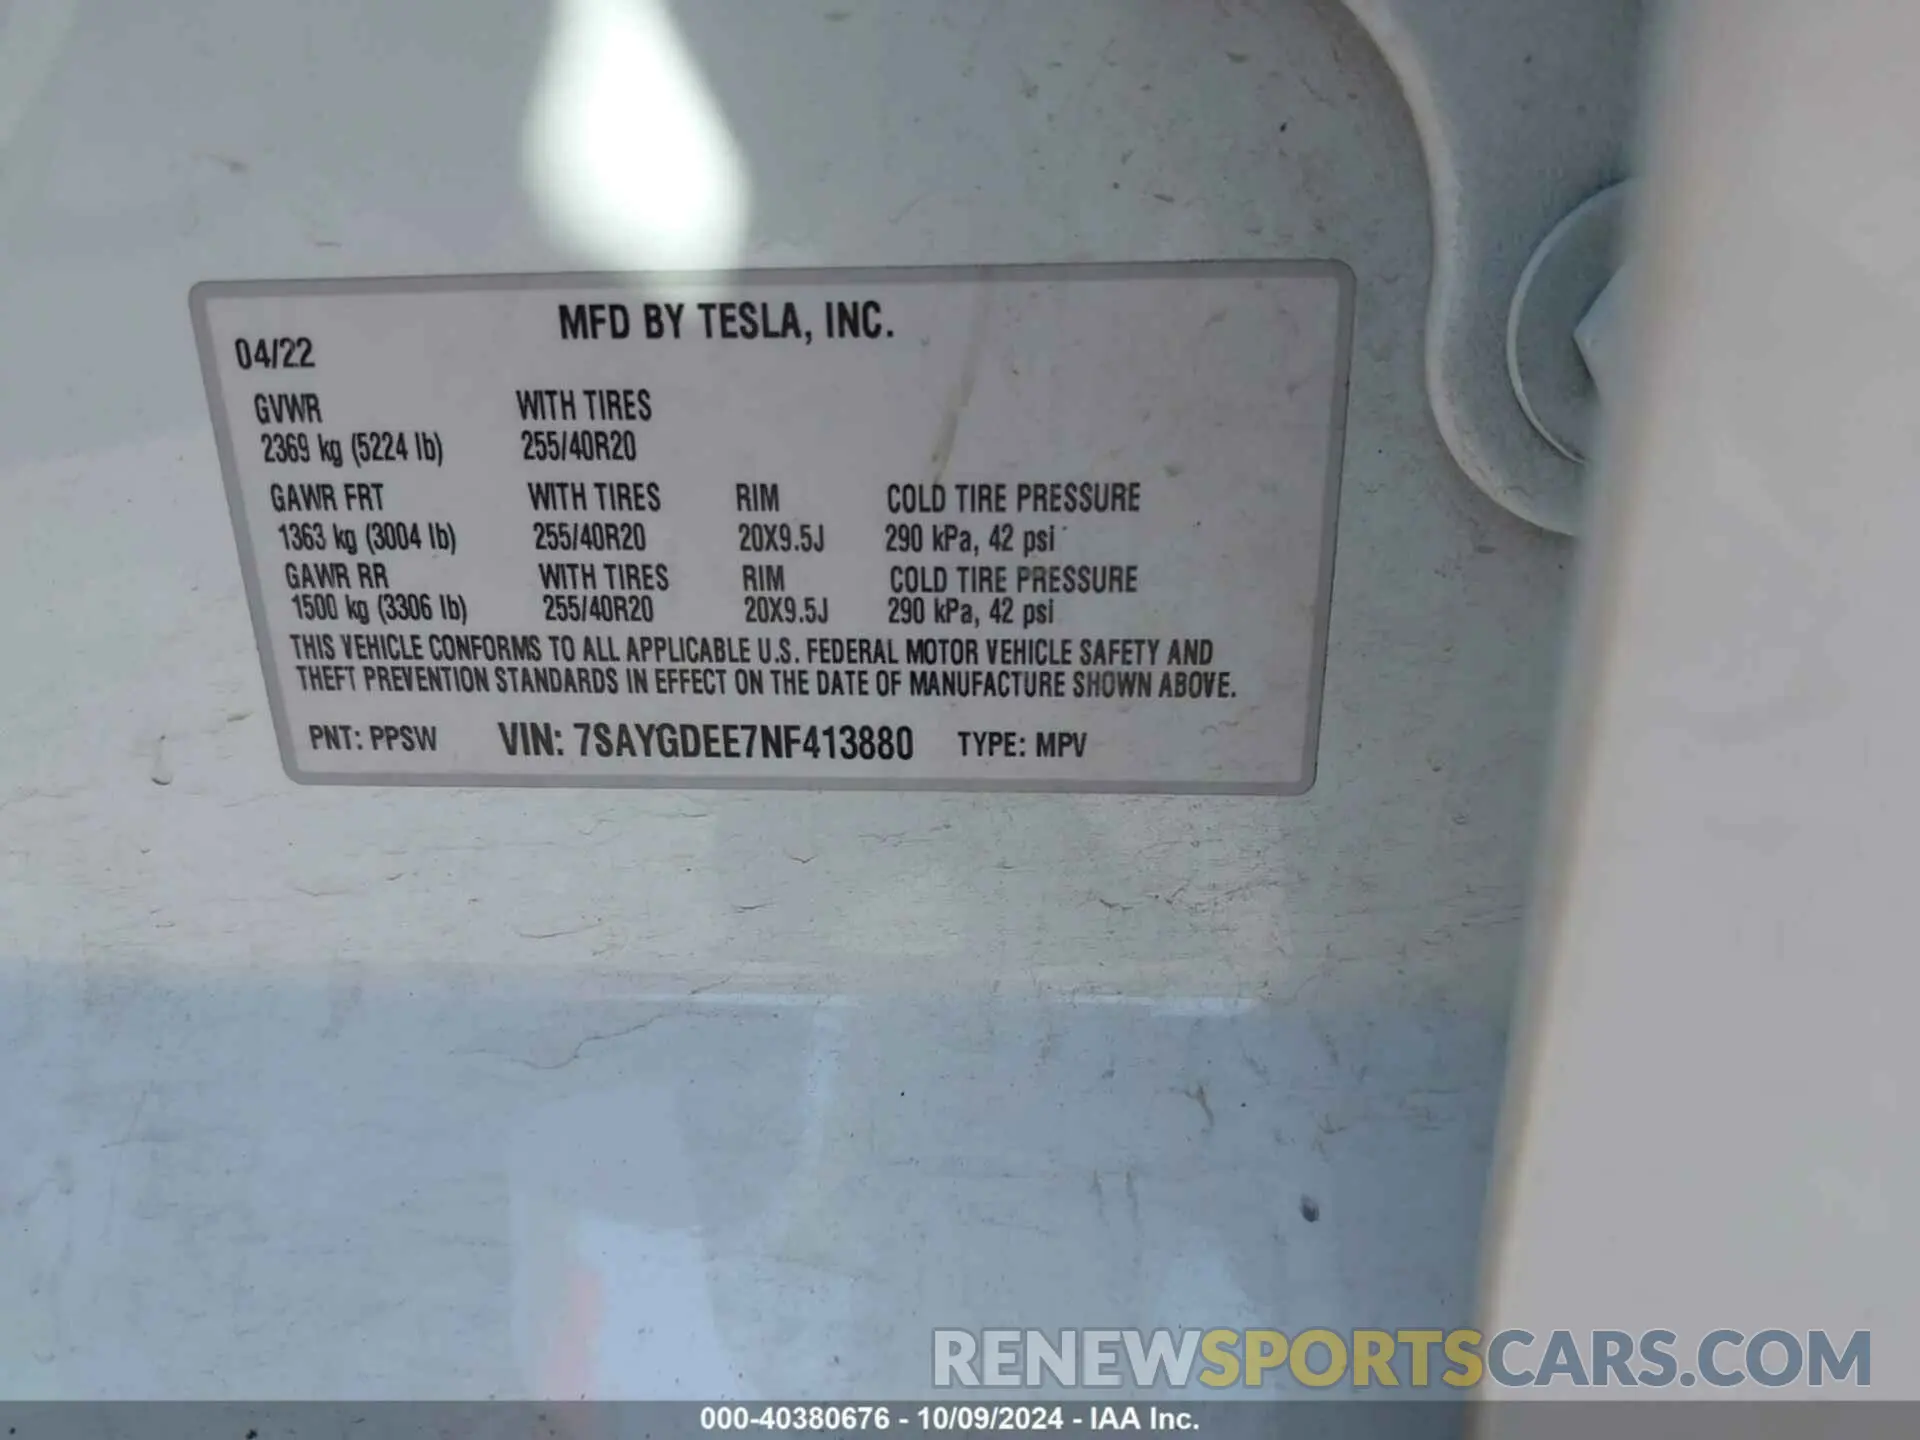 MFD BY TESLA, INC.
04/22
GVWR WITH TIRES
2369 kg (5224 lb) 255/40R20
GAWR FRT WITH TIRES RIM COLD TIRE PRESSURE
1363 kg (3004 lb) 255/40R20 20X9.5J 290 kPa, 42 psi
GAWR RR WITH TIRES RIM COLD TIRE PRESSURE
1500 kg (3306 lb) 255/40R20 20X9.5J 290 kPa, 42 psi
THIS VEHICLE CONFORMS TO ALL APPLICABLE U.S. FEDERAL MOTOR VEHICLE SAFETY AND
THEFT PREVENTION STANDARDS IN EFFECT ON THE DATE OF MANUFACTURE SHOWN ABOVE.
PNT: PPSW VIN: 7SAYGDEE7NF413880 TYPE: MPV
RENEWSPORTSCARS.COM
000-40380676 - 10/09/2024 - IAA Inc.